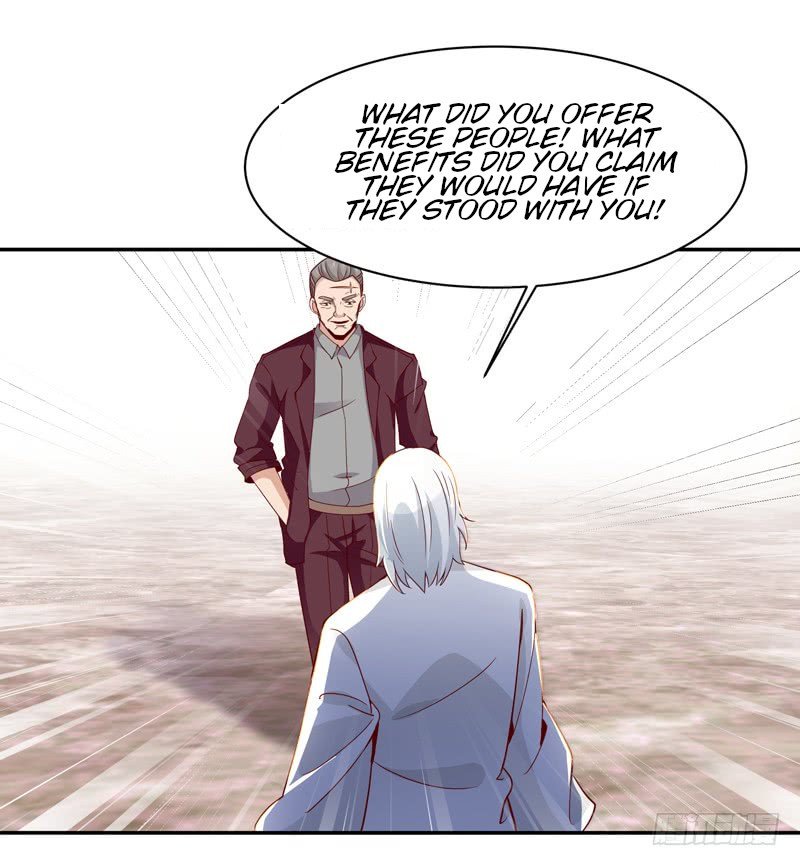 WHAT DID YOU OFFER
THESE PEOPLE! WHAT
BENEFITS DID YOU CLAIM
THEY WOULD HAVE IF
THEY STOOD WITH YOU!